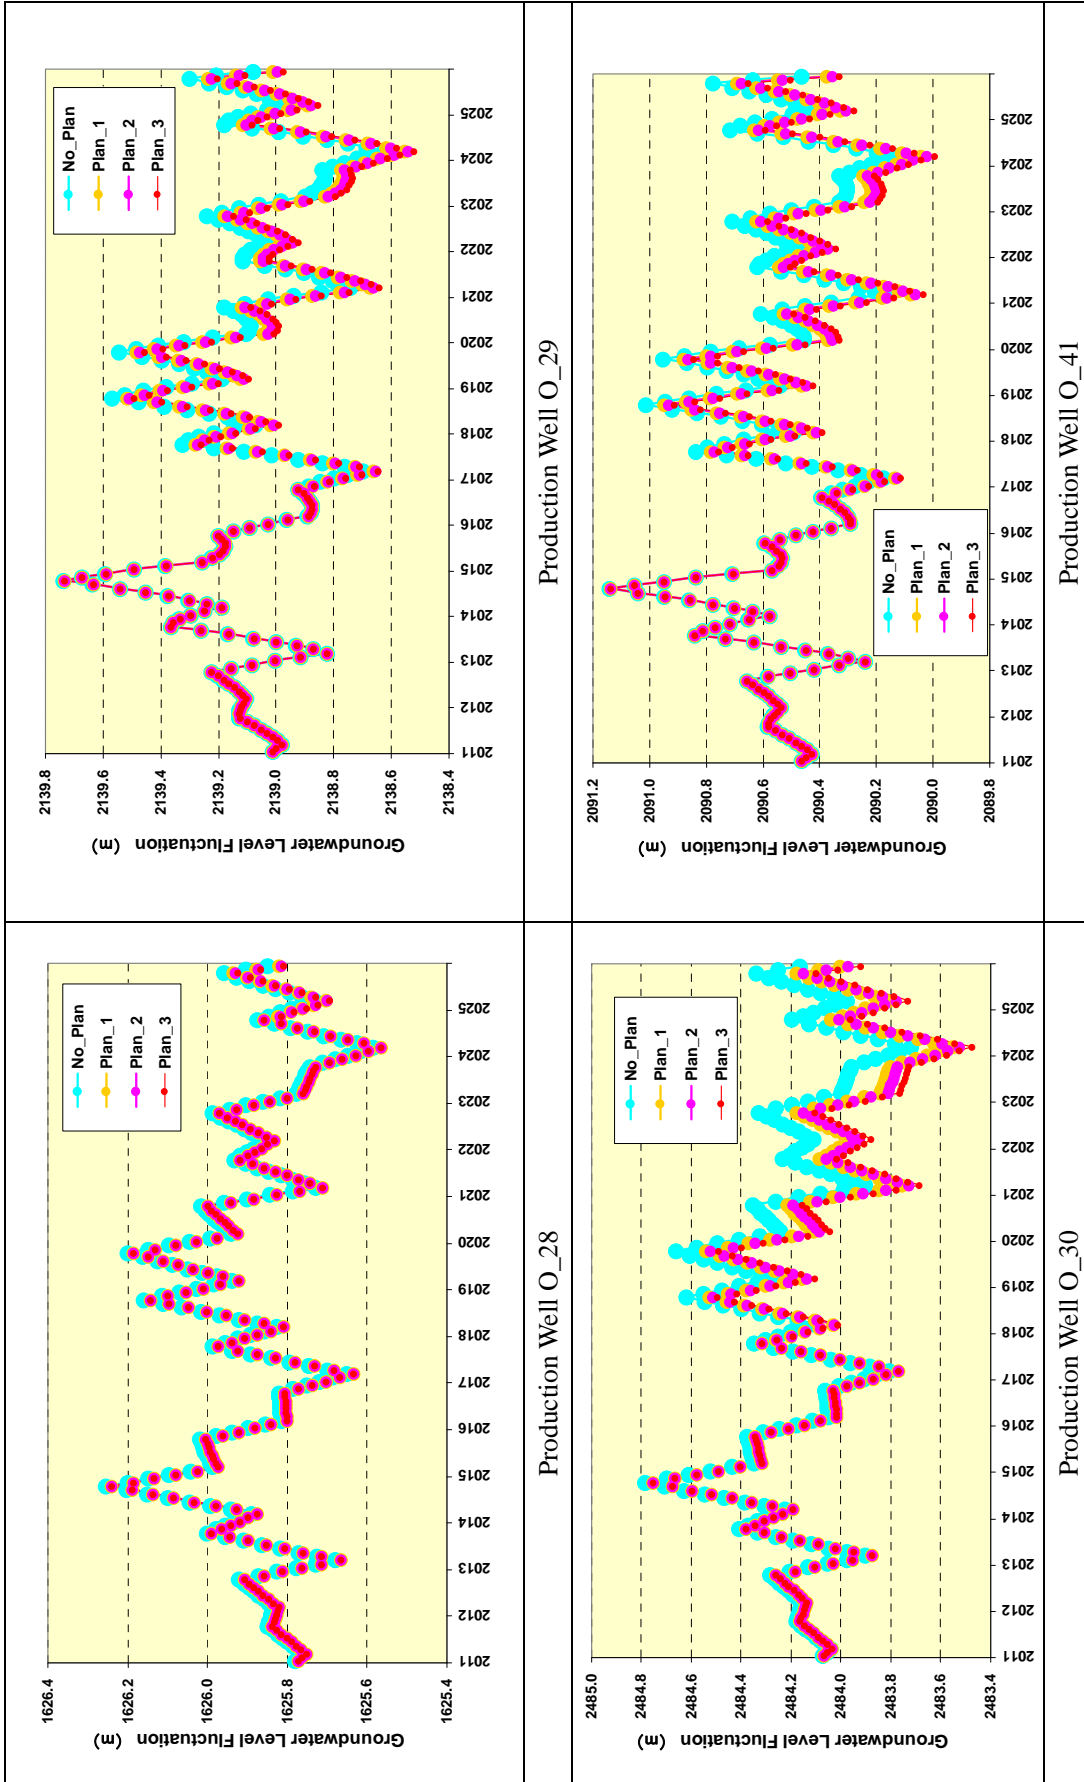 Groundwater Level Fluctuation (m)
1626.4
1626.2
1626.0
1625.8
1625.6
1625.4
No_Plan
Plan_1
Plan_2
Plan_3
2011 2012 2013 2014 2015 2016 2017 2018 2019 2020 2021 2022 2023 2024 2025
Production Well O_28
Groundwater Level Fluctuation (m)
2139.8
2139.6
2139.4
2139.2
2139.0
2138.8
2138.6
2138.4
No_Plan
Plan_1
Plan_2
Plan_3
2011 2012 2013 2014 2015 2016 2017 2018 2019 2020 2021 2022 2023 2024 2025
Production Well O_29
Groundwater Level Fluctuation (m)
2485.0
2484.8
2484.6
2484.4
2484.2
2484.0
2483.8
2483.6
2483.4
No_Plan
Plan_1
Plan_2
Plan_3
2011 2012 2013 2014 2015 2016 2017 2018 2019 2020 2021 2022 2023 2024 2025
Production Well O_30
Groundwater Level Fluctuation (m)
2091.2
2091.0
2090.8
2090.6
2090.4
2090.2
2090.0
2089.8
No_Plan
Plan_1
Plan_2
Plan_3
2011 2012 2013 2014 2015 2016 2017 2018 2019 2020 2021 2022 2023 2024 2025
Production Well O_41